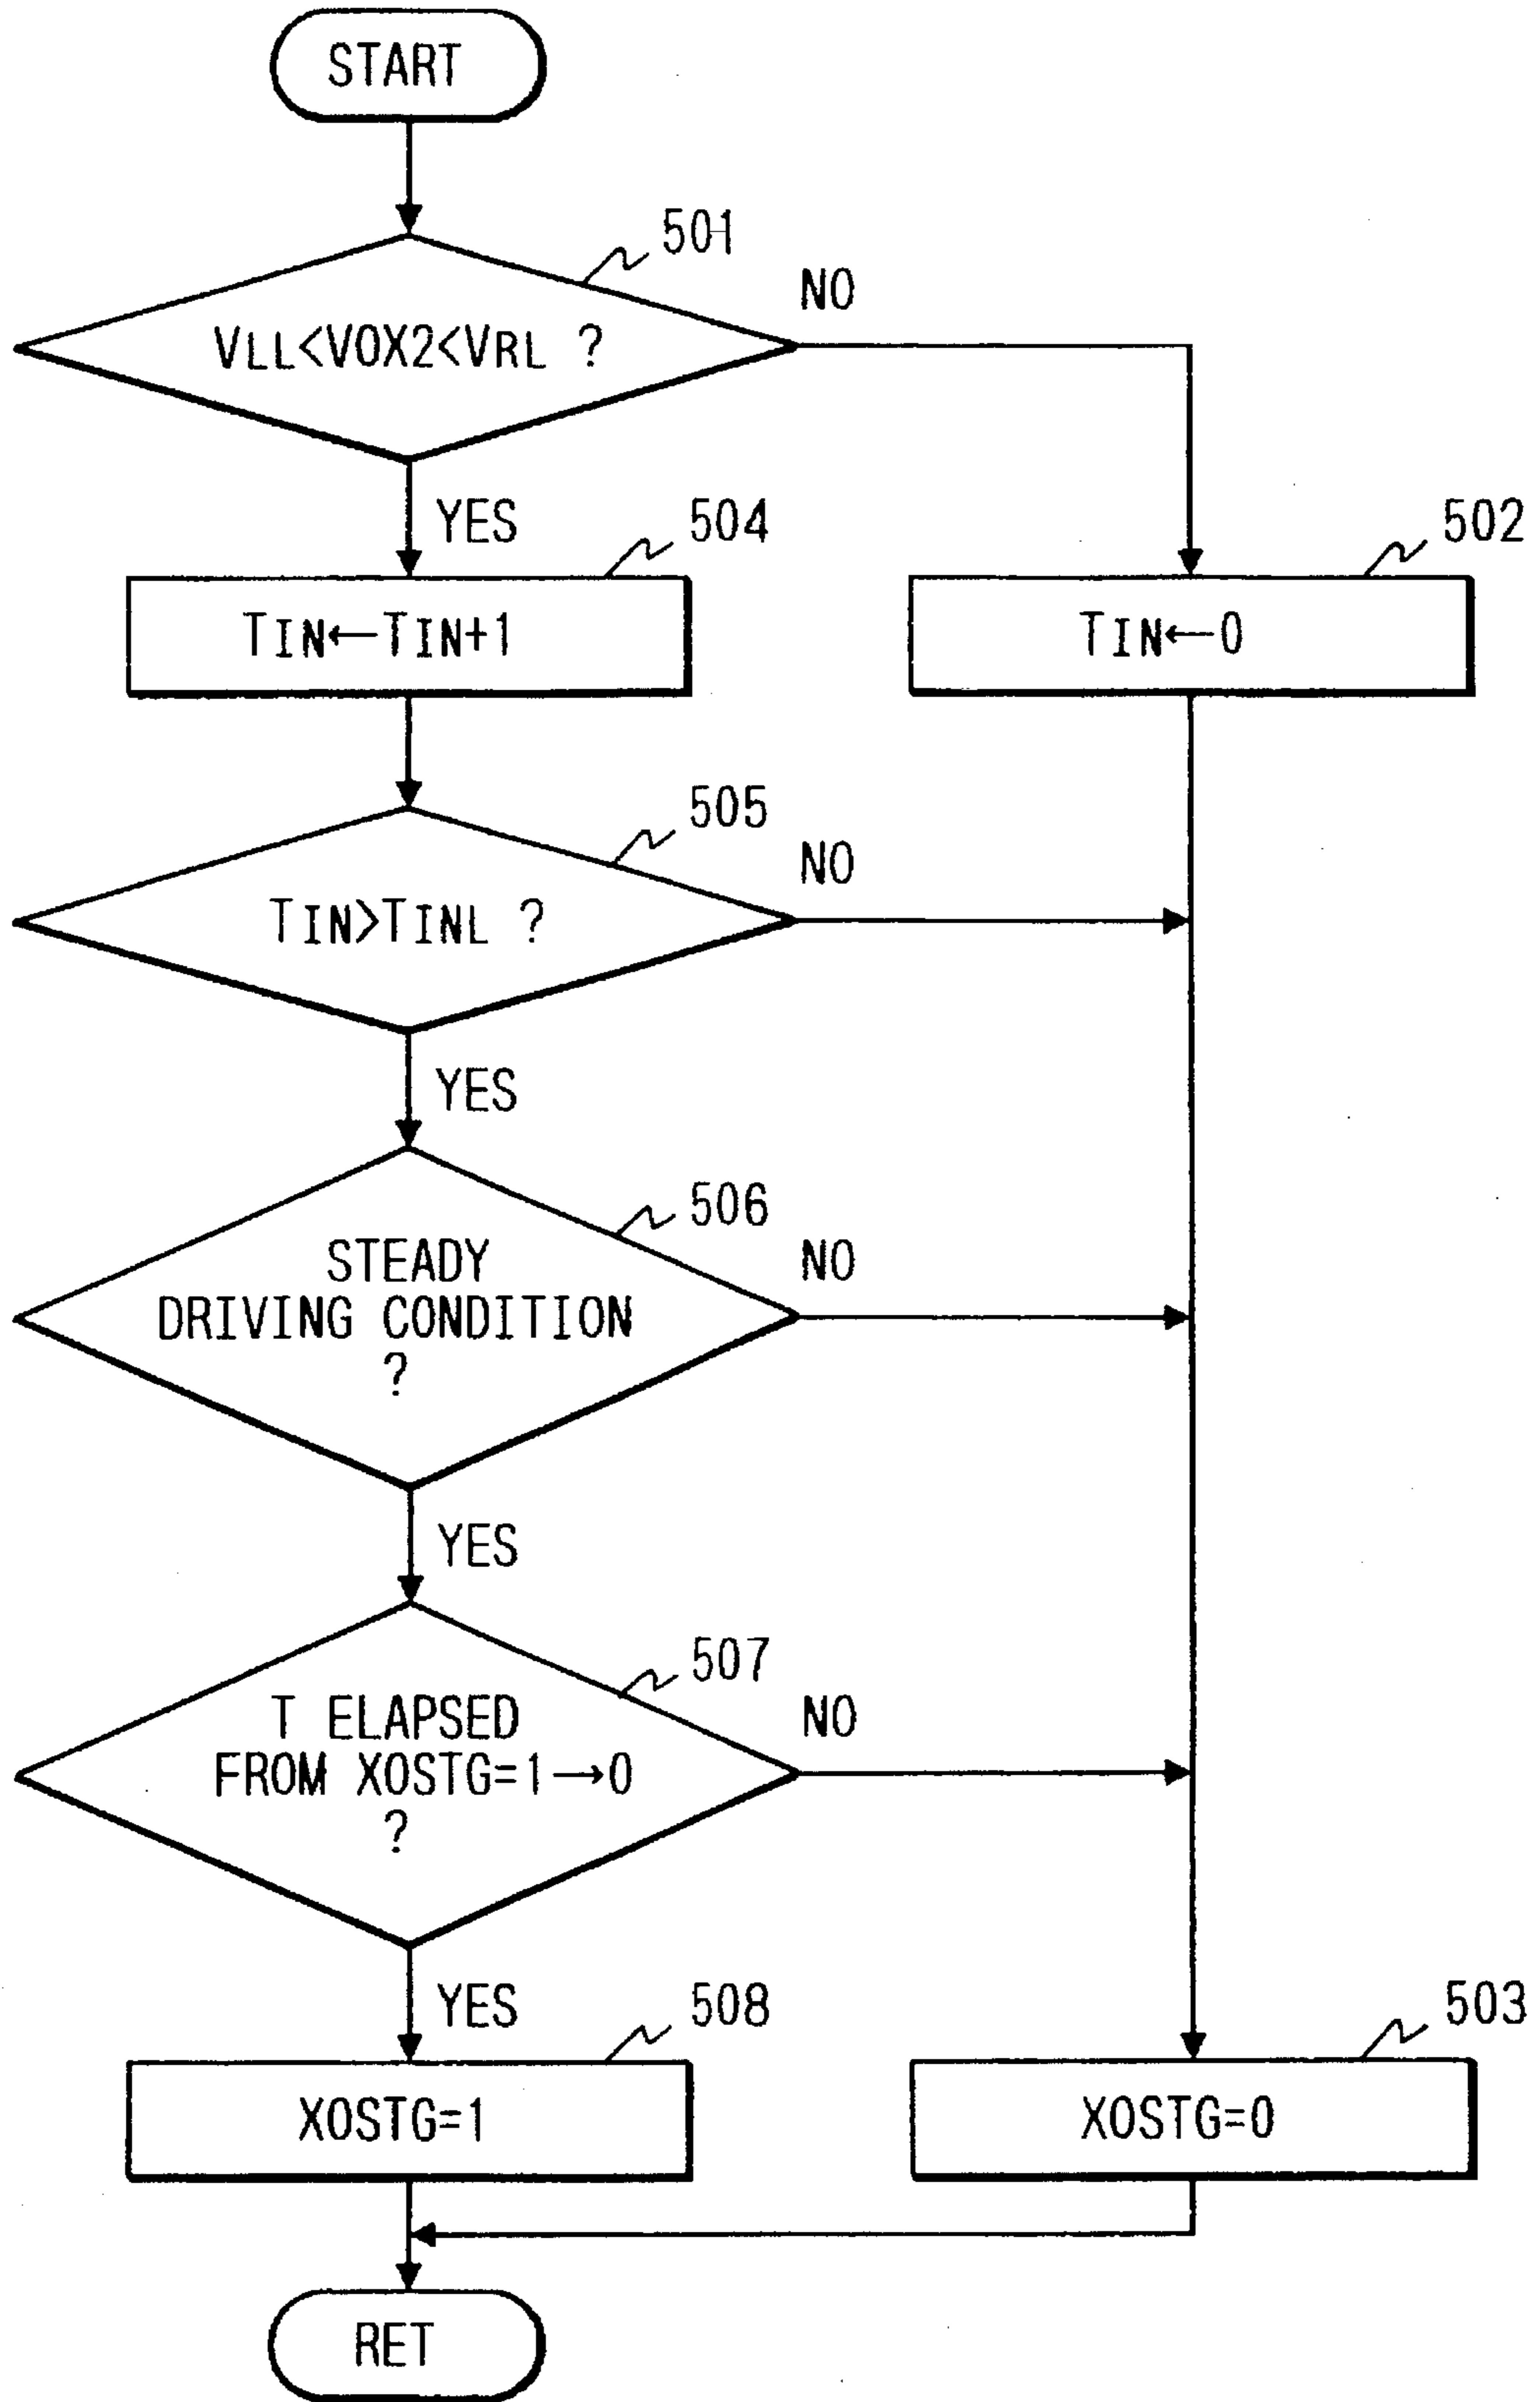 START
501
NO
VLL<VOX2<VRL ?
YES
504
502
TIN←TIN+1
TIN←0
505
NO
TIN>TINL ?
YES
506
NO
STEADY
DRIVING CONDITION
?
YES
507
NO
T ELAPSED
FROM XOSTG=1→0
?
YES
508
503
XOSTG=1
XOSTG=0
RET